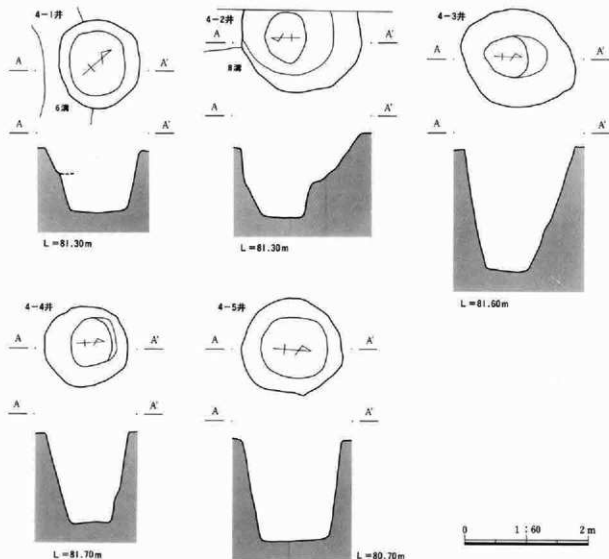 4-1井
A A'
6溝
A A'
L=81.30m
4-2井
A A'
8溝
A A'
L=81.30m
4-3井
A A'
A A'
L=81.60m
4-4井
A A'
A A'
L=81.70m
4-5井
A A'
A A'
L=80.70m
0 1:60 2m